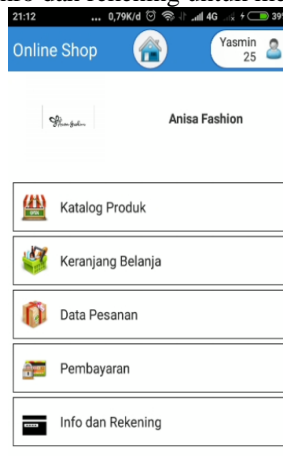 21:12 ... 0,79K/d 4G 39%
Online Shop
Yasmin
25
Anisa Fashion
Katalog Produk
Keranjang Belanja
Data Pesanan
Pembayaran
Info dan Rekening